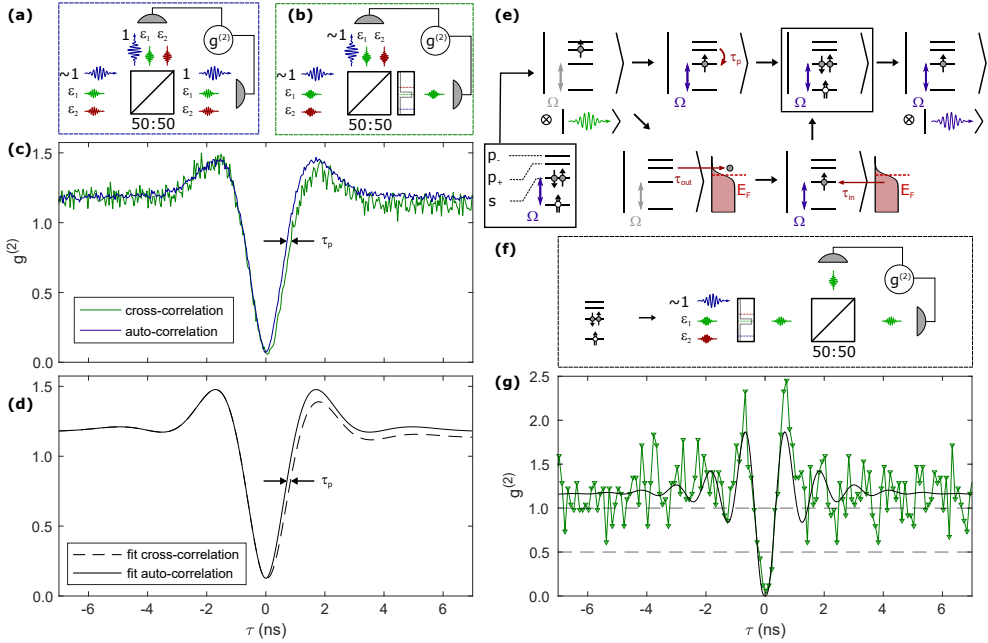 (a)
1 ε₁ ε₂
g⁽²⁾
~1
ε₁
ε₂
1
ε₁
ε₂
50:50
(b)
1 ε₁ ε₂
g⁽²⁾
~1
ε₁
ε₂
50:50
(c)
1.5
1.0
0.5
0.0
g⁽²⁾
τₚ
cross-correlation
auto-correlation
(d)
1.5
1.0
0.5
0.0
τₚ
fit cross-correlation
fit auto-correlation
-6 -4 -2 0 2 4 6
τ (ns)
(e)
Ω
Ω
τₚ
Ω
Ω
⊗
⊗
p₋
p₊
s
Ω
Ω
τout
E_F
Ω
τin
E_F
(f)
~1
ε₁
ε₂
50:50
g⁽²⁾
(g)
2.5
2.0
1.5
1.0
0.5
0.0
g⁽²⁾
-6 -4 -2 0 2 4 6
τ (ns)